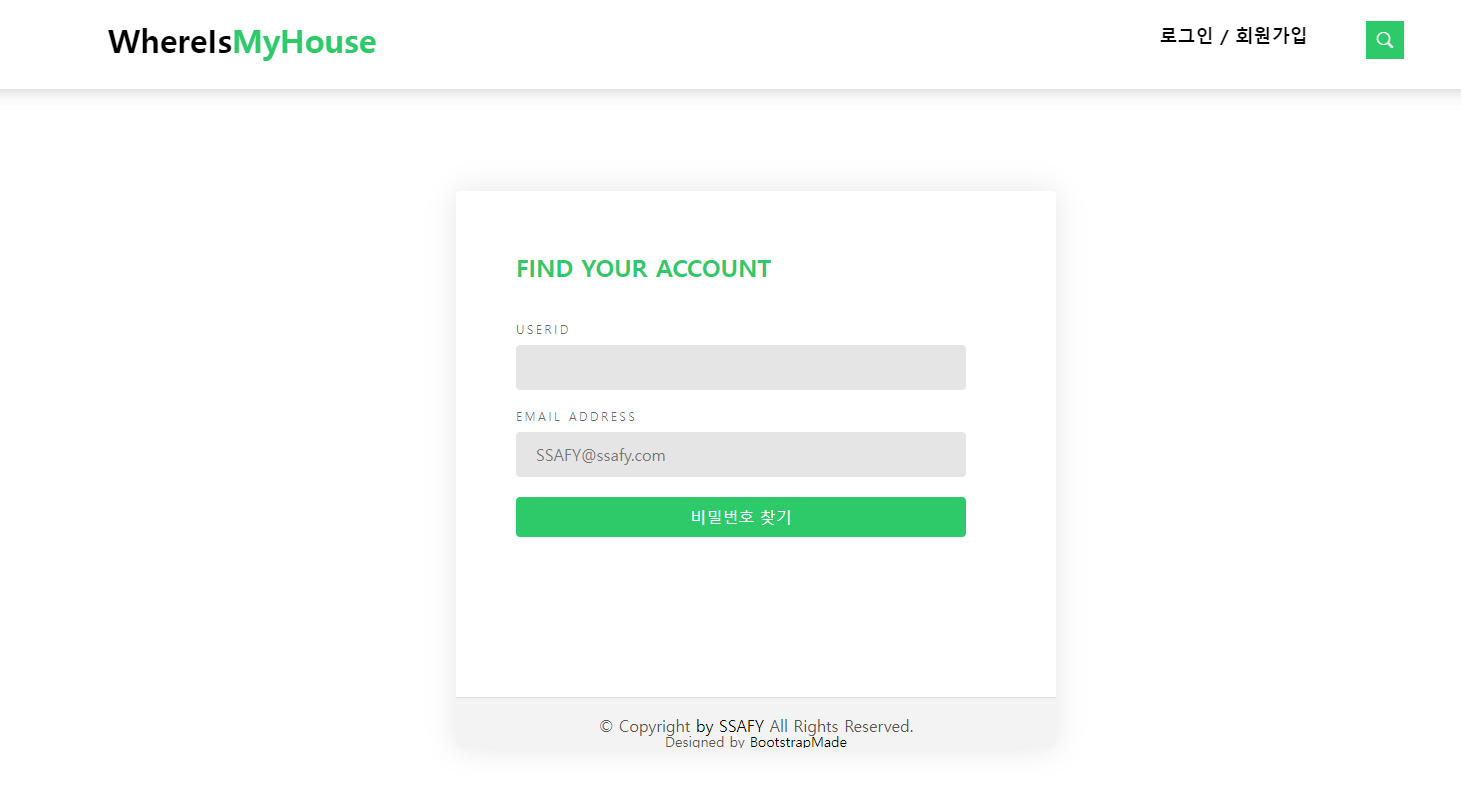 WhereIsMyHouse
로그인 / 회원가입
FIND YOUR ACCOUNT
USERID
EMAIL ADDRESS
SSAFY@ssafy.com
비밀번호 찾기
© Copyright by SSAFY All Rights Reserved.
Designed by BootstrapMade